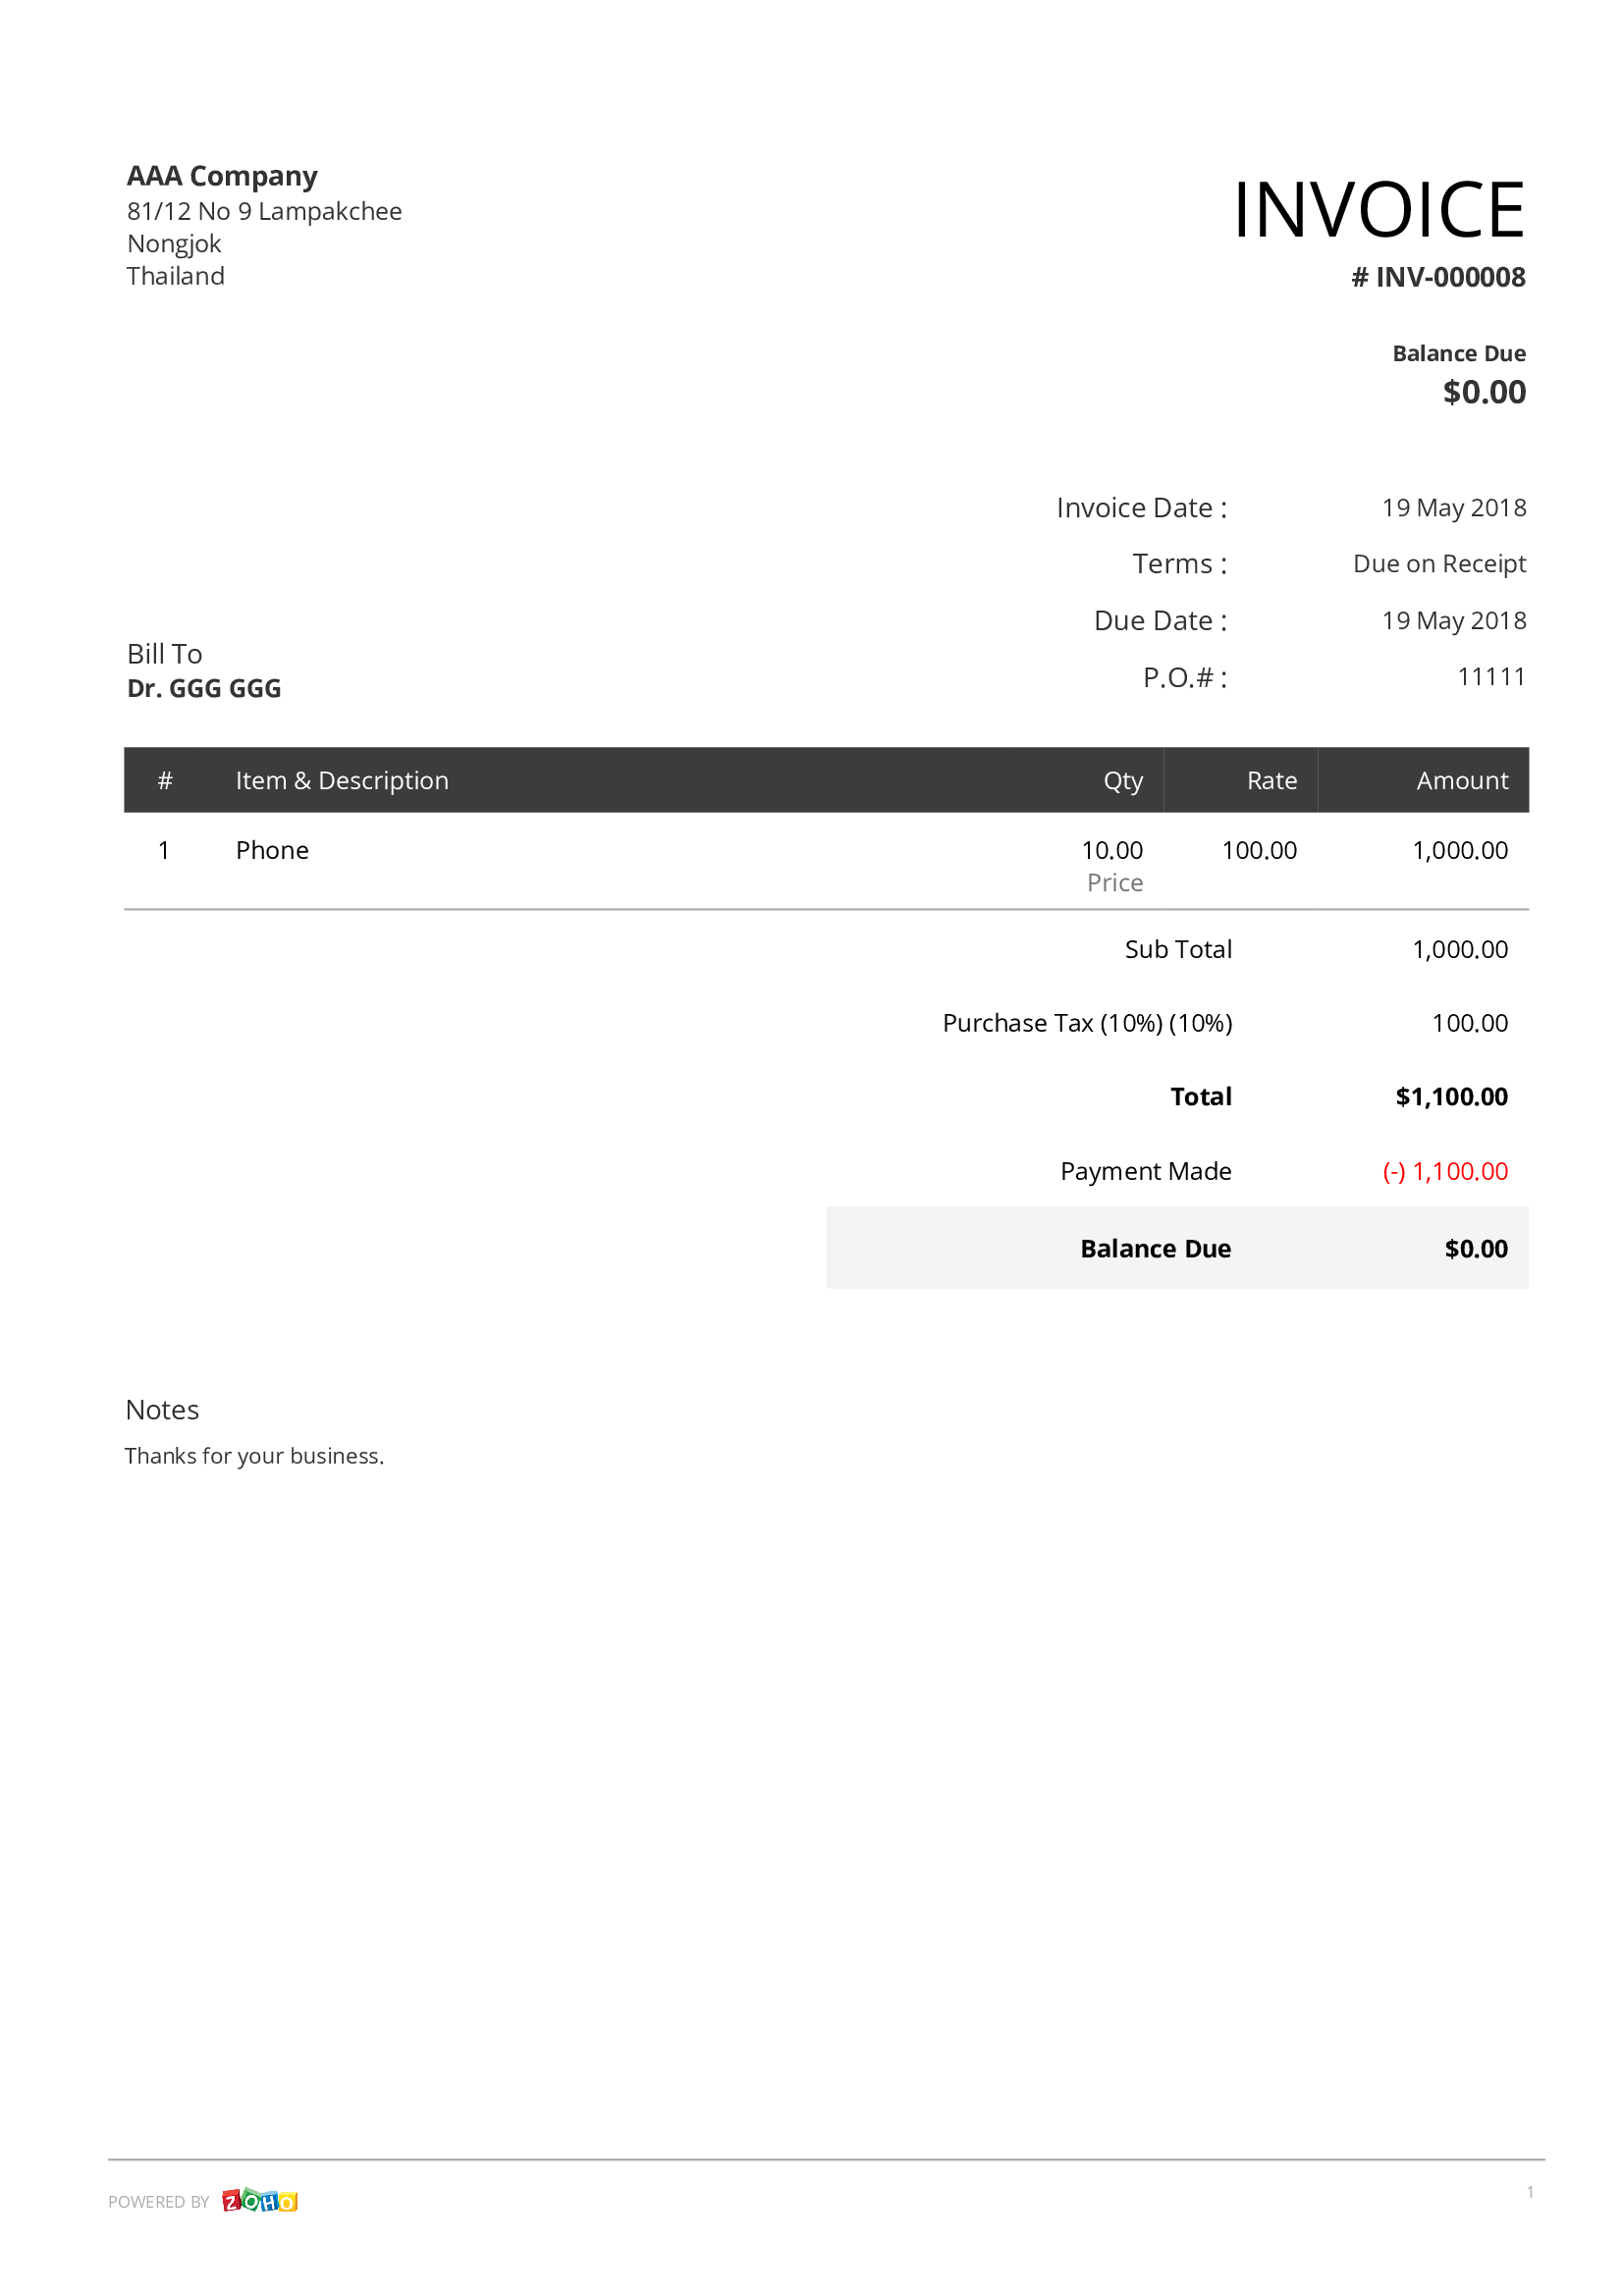 AAA Company
81/12 No 9 Lampakchee
Nongjok
Thailand
INVOICE
# INV-000008
Balance Due
$0.00
Invoice Date : 19 May 2018
Terms : Due on Receipt
Due Date : 19 May 2018
P.O.# : 11111
Bill To
Dr. GGG GGG
# Item & Description Qty Rate Amount
1 Phone 10.00 100.00 1,000.00
Price
Sub Total 1,000.00
Purchase Tax (10%) (10%) 100.00
Total $1,100.00
Payment Made (-) 1,100.00
Balance Due $0.00
Notes
Thanks for your business.
POWERED BY ZOHO 1